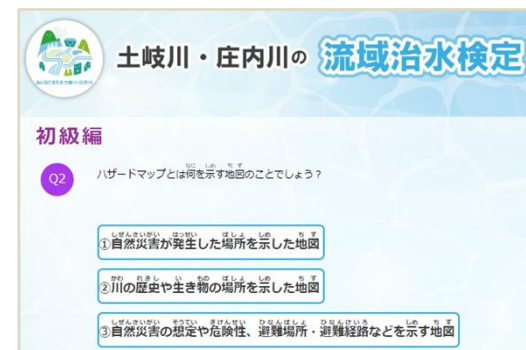 土岐川・庄内川の 流域治水検定
初級編
Q2 ハザードマップとは何を示す地図のことでしょう？
①自然災害が発生した場所を示した地図
②川の歴史や生き物の場所を示した地図
③自然災害の想定や危険性、避難場所・避難経路などを示す地図